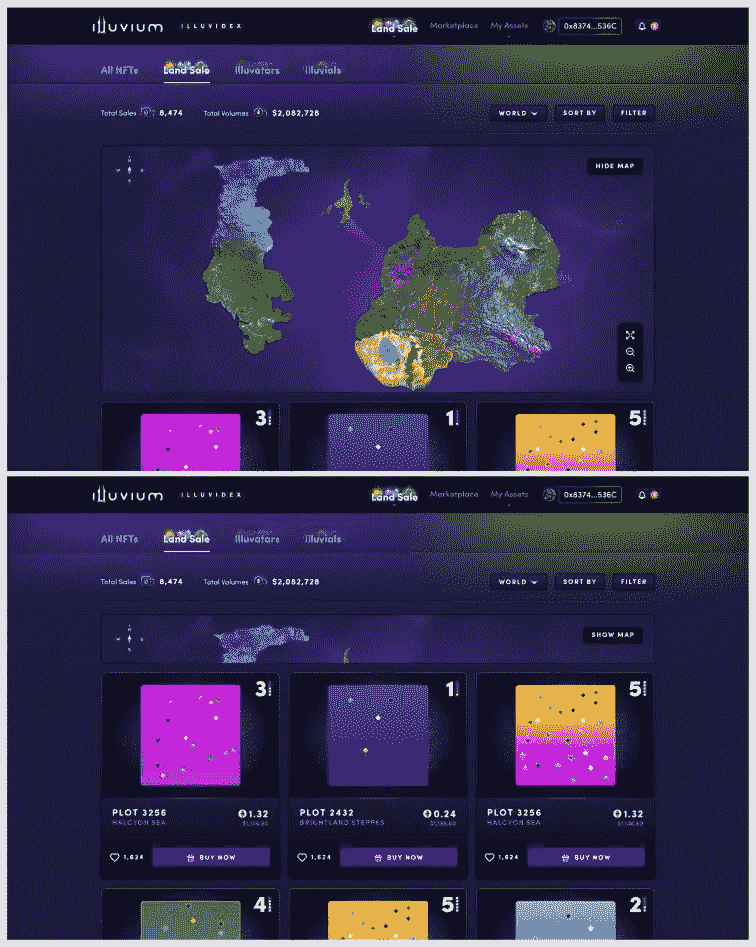 ILLUVIUM ILLUVIDEX Land Sale Marketplace My Assets 0x8374...536C
All NFTs Land Sale Illuvatars Illuvials
Total Sales 8,474 Total Volumes $2,082,728 WORLD SORT BY FILTER
N
W E
S
HIDE MAP
3 1 5
ILLUVIUM ILLUVIDEX Land Sale Marketplace My Assets 0x8374...536C
All NFTs Land Sale Illuvatars Illuvials
Total Sales 8,474 Total Volumes $2,082,728 WORLD SORT BY FILTER
N
W E
S
SHOW MAP
3 1 5
PLOT 3256 1.32 PLOT 2432 0.24 PLOT 3256 1.32
HALCYON SEA BRIGHTLAND STEPPES HALCYON SEA
1,624 BUY NOW 1,624 BUY NOW 1,624 BUY NOW
4 5 2